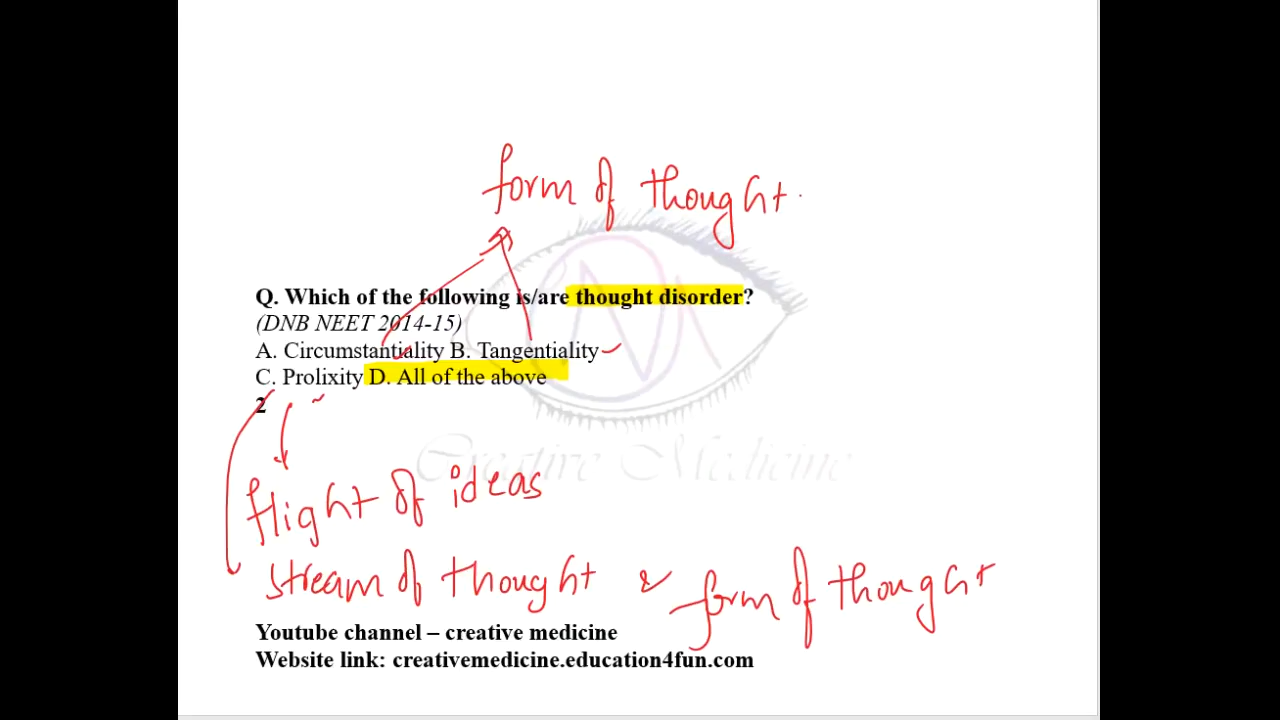 form of thought
Q. Which of the following is/are thought disorder?
(DNB NEET 2014-15)
A. Circumstantiality B. Tangentiality
C. Prolixity D. All of the above
2
Creative Medicine
flight of ideas
stream of thought & form of thought
Youtube channel – creative medicine
Website link: creativemedicine.education4fun.com